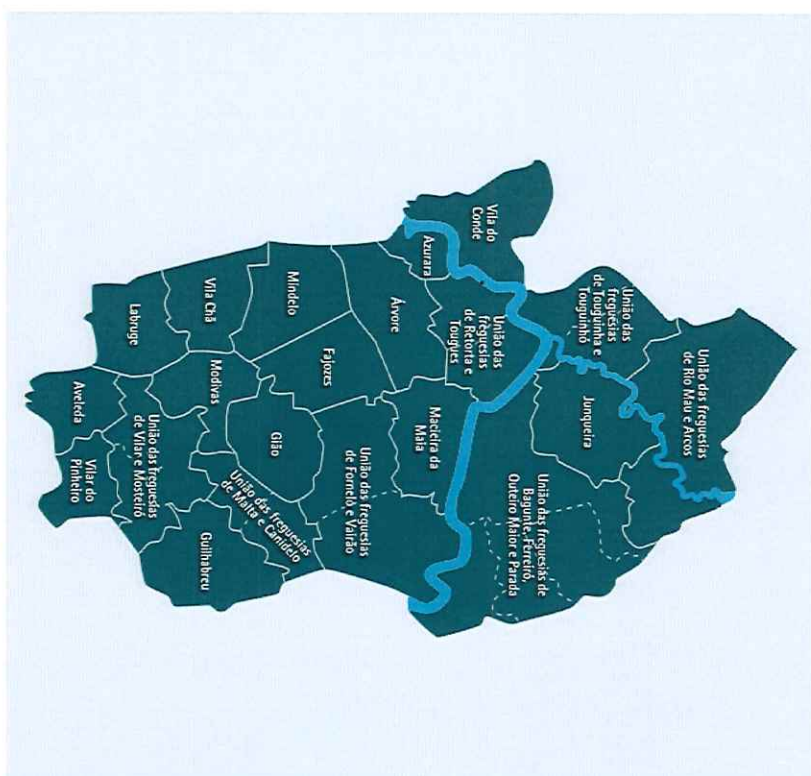 União das freguesias
de Rio Mau e Arcos
União das
freguesias
de Touguinha e
Touguinhó
Junqueira
Vila do
Conde
Azurara
União das
freguesias
de Retorta e
Tougues
União das freguesias de
Bagunte, Ferreiró,
Outeiro Maior e Parada
Árvore
Macieira da
Maia
Mindelo
Fajozes
União das freguesias
de Fornelo e Vairão
Gião
Vila Chã
Modivas
União das freguesias
de Malta e Canidelo
Labruge
União das freguesias
de Vilar e Mosteiró
Guilhabreu
Aveleda
Vilar do
Pinheiro